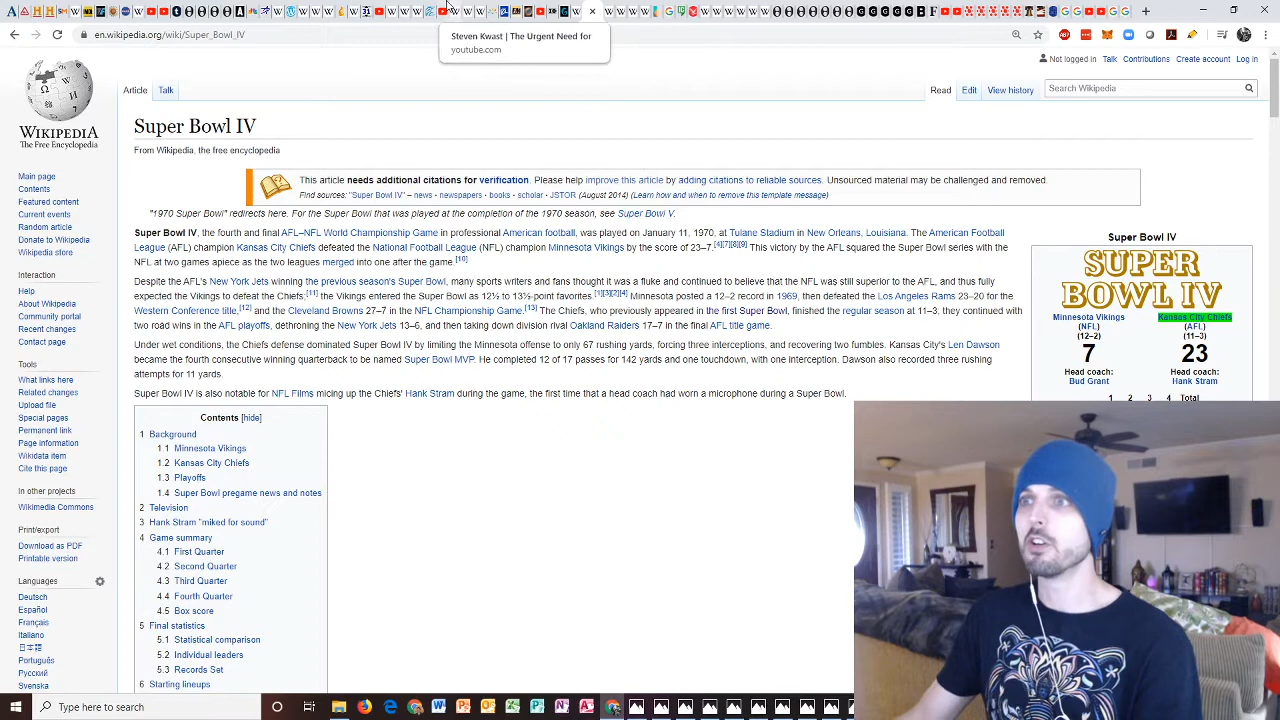 Steven Kwast | The Urgent Need for
youtube.com
en.wikipedia.org/wiki/Super_Bowl_IV
WIKIPEDIA
The Free Encyclopedia
Not logged in Talk Contributions Create account Log in
Article Talk
Read Edit View history
Search Wikipedia
Super Bowl IV
From Wikipedia, the free encyclopedia
This article needs additional citations for verification. Please help improve this article by adding citations to reliable sources. Unsourced material may be challenged and removed.
Find sources: "Super Bowl IV" – news · newspapers · books · scholar · JSTOR (August 2014) (Learn how and when to remove this template message)
"1970 Super Bowl" redirects here. For the Super Bowl that was played at the completion of the 1970 season, see Super Bowl V.
Super Bowl IV, the fourth and final AFL–NFL World Championship Game in professional American football, was played on January 11, 1970, at Tulane Stadium in New Orleans, Louisiana. The American Football
League (AFL) champion Kansas City Chiefs defeated the National Football League (NFL) champion Minnesota Vikings by the score of 23–7.[4][7][8][9] This victory by the AFL squared the Super Bowl series with the
NFL at two games apiece as the two leagues merged into one after the game.[10]
Despite the AFL's New York Jets winning the previous season's Super Bowl, many sports writers and fans thought it was a fluke and continued to believe that the NFL was still superior to the AFL, and thus fully
expected the Vikings to defeat the Chiefs.[11] the Vikings entered the Super Bowl as 12½ to 13½-point favorites.[1][3][2][4] Minnesota posted a 12–2 record in 1969, then defeated the Los Angeles Rams 23–20 for the
Western Conference title,[12] and the Cleveland Browns 27–7 in the NFL Championship Game.[13] The Chiefs, who previously appeared in the first Super Bowl, finished the regular season at 11–3; they continued with
two road wins in the AFL playoffs, dethroning the New York Jets 13–6, and then taking down division rival Oakland Raiders 17–7 in the final AFL title game.
Under wet conditions, the Chiefs defense dominated Super Bowl IV by limiting the Minnesota offense to only 67 rushing yards, forcing three interceptions, and recovering two fumbles. Kansas City's Len Dawson
became the fourth consecutive winning quarterback to be named Super Bowl MVP. He completed 12 of 17 passes for 142 yards and one touchdown, with one interception. Dawson also recorded three rushing
attempts for 11 yards.
Super Bowl IV is also notable for NFL Films micing up the Chiefs' Hank Stram during the game, the first time that a head coach had worn a microphone during a Super Bowl.
Super Bowl IV
SUPER
BOWL IV
Minnesota Vikings Kansas City Chiefs
(NFL) (AFL)
(12–2) (11–3)
7 23
Head coach: Head coach:
Bud Grant Hank Stram
1 2 3 4 Total
Contents [hide]
1 Background
1.1 Minnesota Vikings
1.2 Kansas City Chiefs
1.3 Playoffs
1.4 Super Bowl pregame news and notes
2 Television
3 Hank Stram "miked for sound"
4 Game summary
4.1 First Quarter
4.2 Second Quarter
4.3 Third Quarter
4.4 Fourth Quarter
4.5 Box score
5 Final statistics
5.1 Statistical comparison
5.2 Individual leaders
5.3 Records Set
6 Starting lineups
Main page
Contents
Featured content
Current events
Random article
Donate to Wikipedia
Wikipedia store
Interaction
Help
About Wikipedia
Community portal
Recent changes
Contact page
Tools
What links here
Related changes
Upload file
Special pages
Permanent link
Page information
Wikidata item
Cite this page
In other projects
Wikimedia Commons
Print/export
Download as PDF
Printable version
Languages
Deutsch
Español
Français
Italiano
日本語
Português
Русский
Svenska
Type here to search